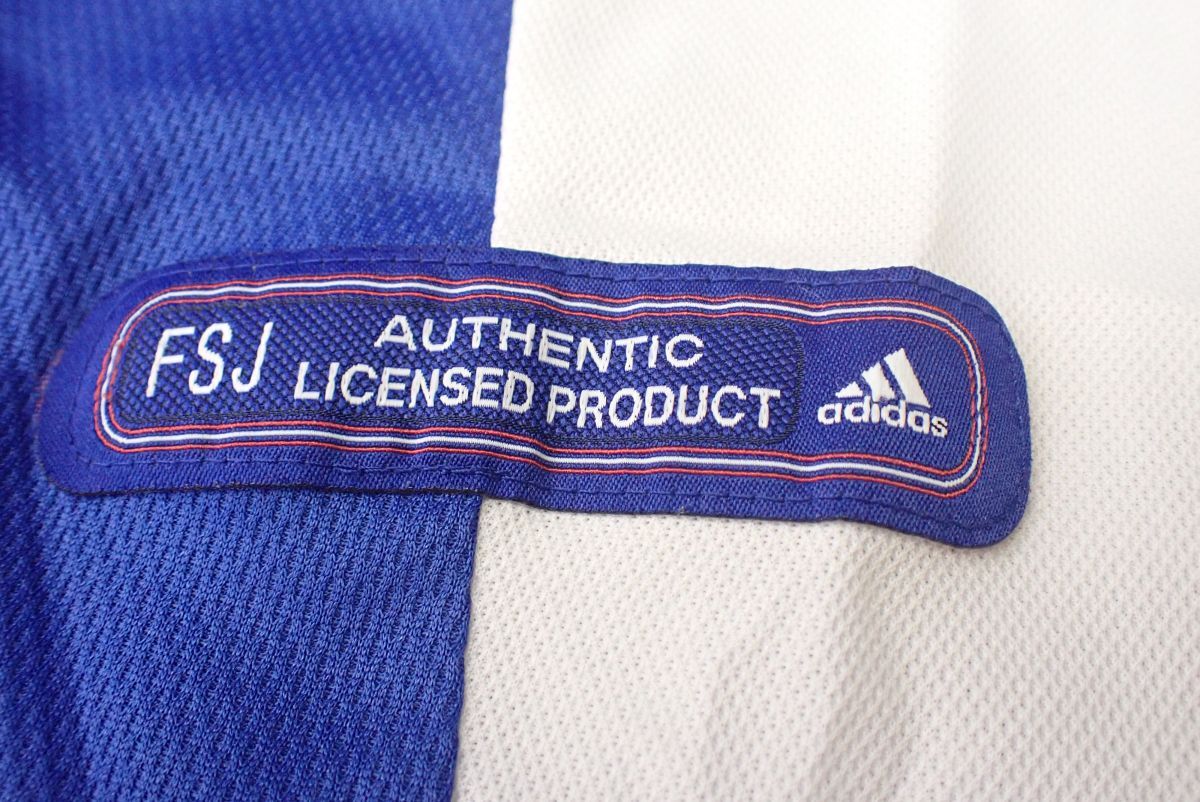 FSJ
AUTHENTIC
LICENSED PRODUCT
adidas